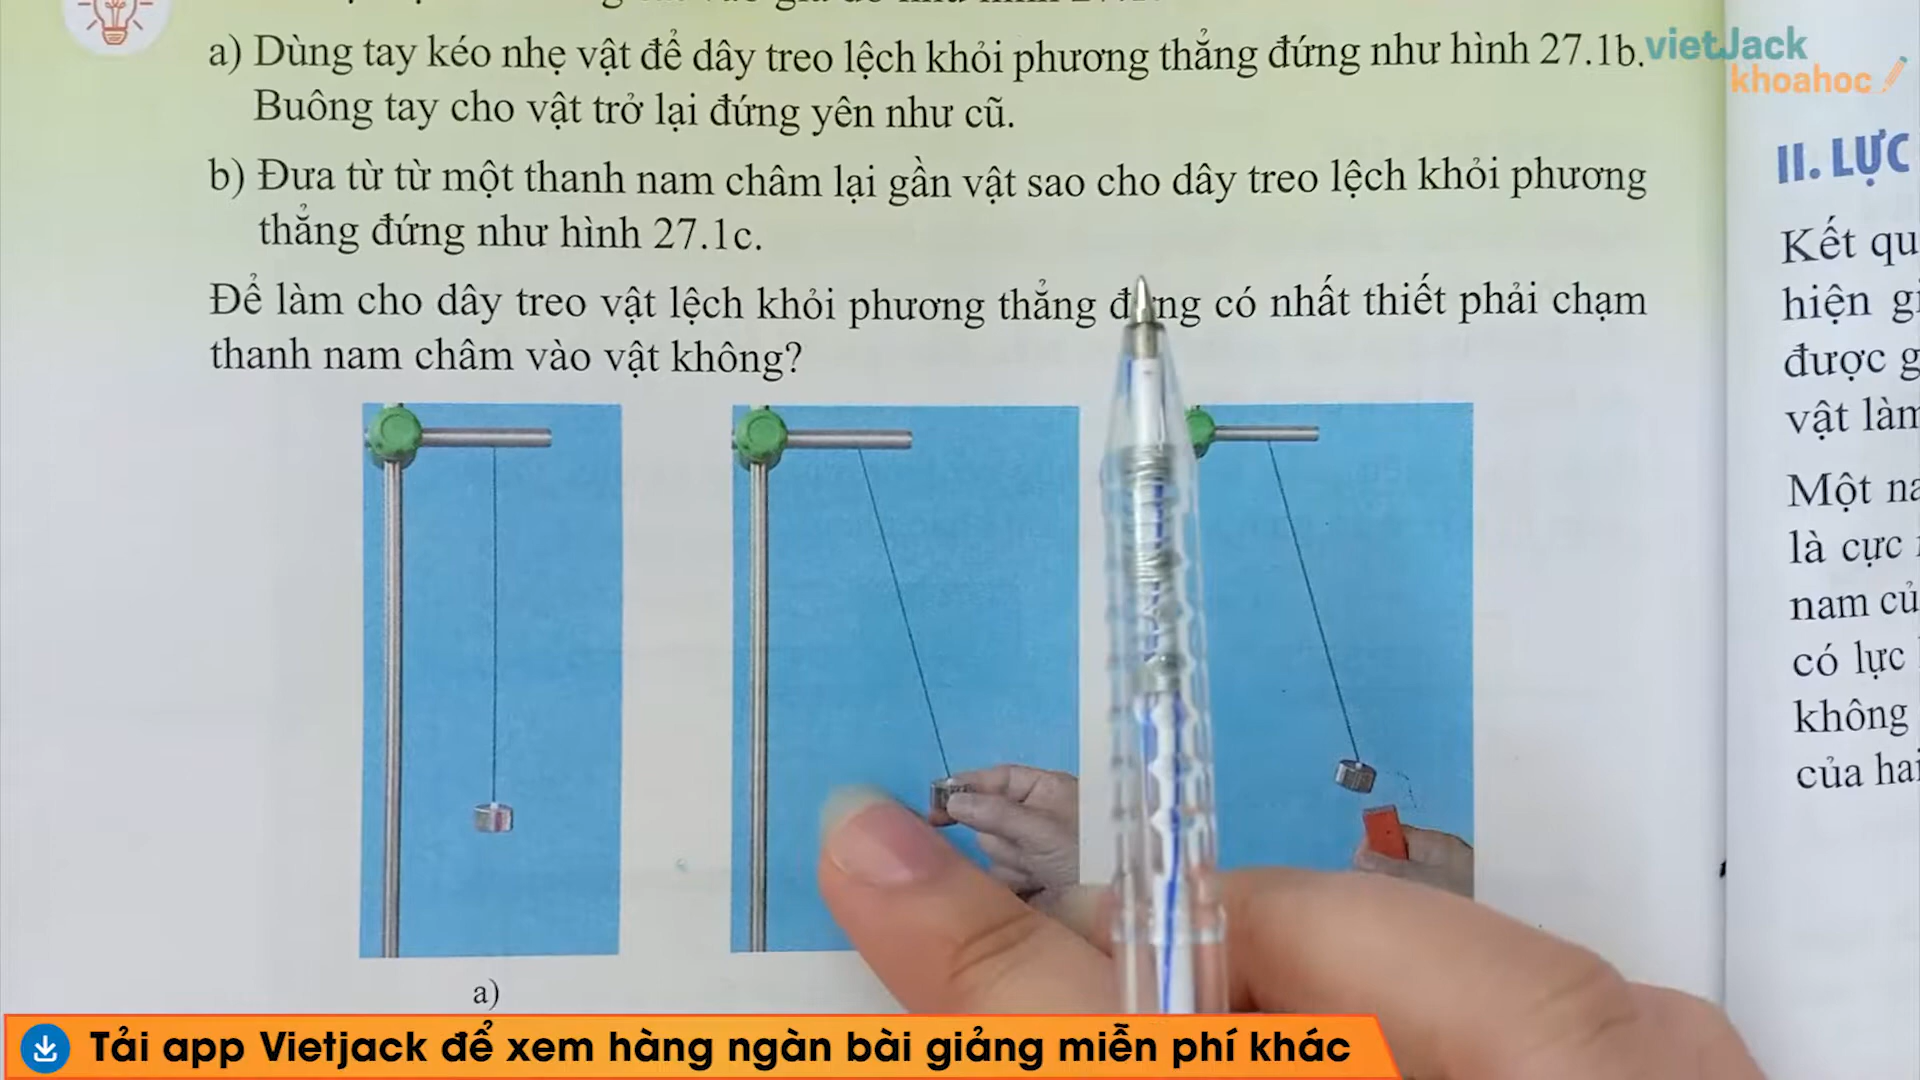 a) Dùng tay kéo nhẹ vật để dây treo lệch khỏi phương thẳng đứng như hình 27.1b.
Buông tay cho vật trở lại đứng yên như cũ.
b) Đưa từ từ một thanh nam châm lại gần vật sao cho dây treo lệch khỏi phương
thẳng đứng như hình 27.1c.
Để làm cho dây treo vật lệch khỏi phương thẳng đứng có nhất thiết phải chạm
thanh nam châm vào vật không?
a)
vietJack
khoahoc
II. LỰC
Kết qu
hiện
được g
vật làm
Một
là cực
nam củ
có lực
không
của hai
Tải app Vietjack để xem hàng ngàn bài giảng miễn phí khác